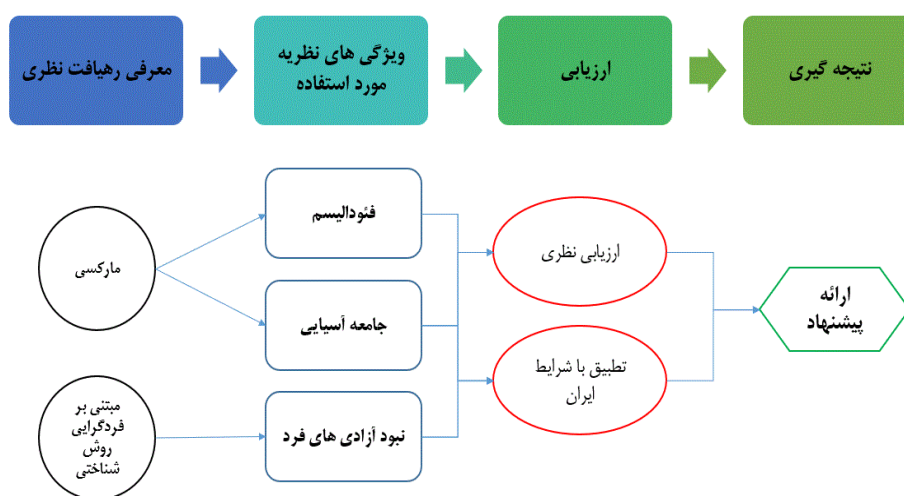 معرفی رهیافت نظری
ویژگی های نظریه
مورد استفاده
ارزیابی
نتیجه گیری
مارکسی
مبتنی بر
فردگرایی
روش
شناختی
فئودالیسم
جامعه آسیایی
نبود آزادی های فرد
ارزیابی نظری
تطبیق با شرایط
ایران
ارائه
پیشنهاد